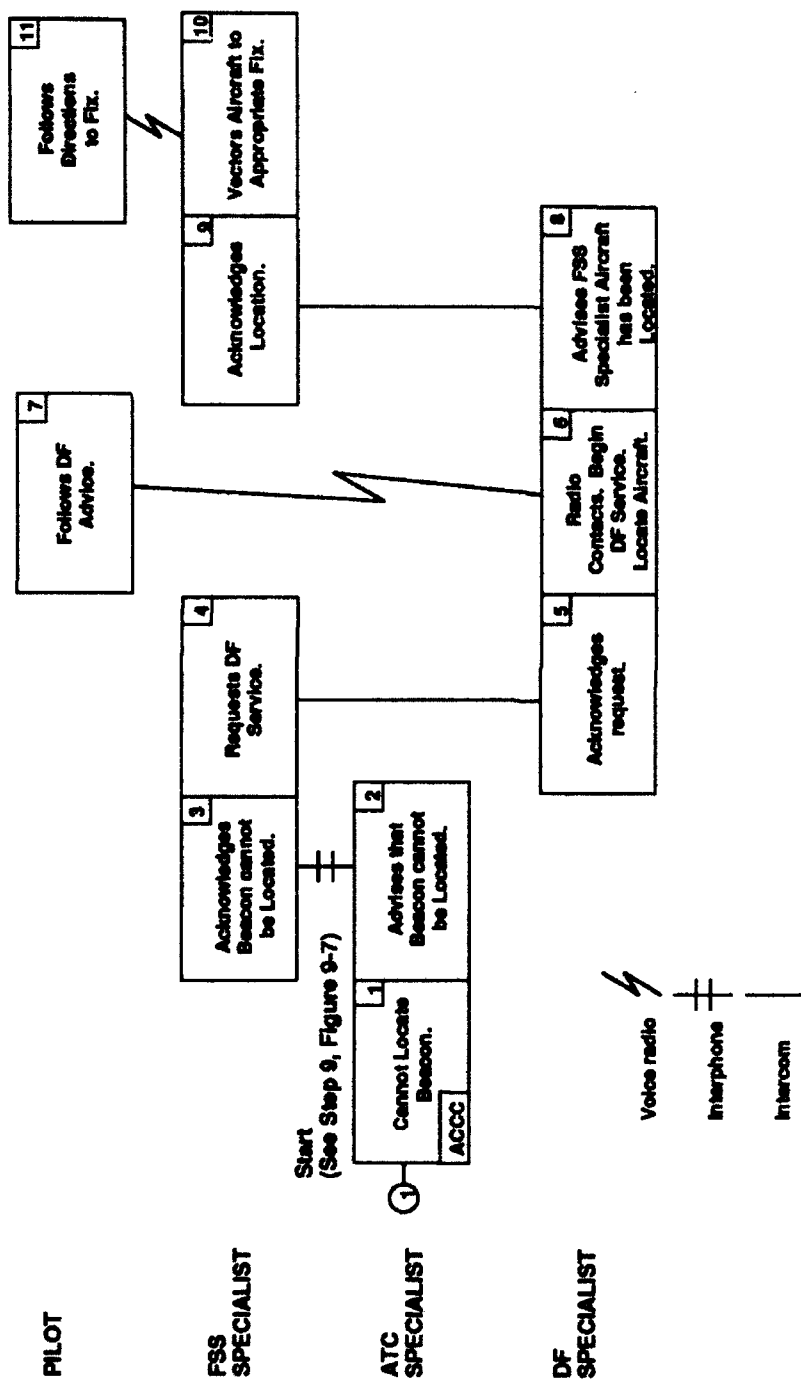 PILOT
Follows DF
Advice.
7
Follows
Directions
to Fix.
11
FSS
SPECIALIST
Acknowledges
Beacon cannot
be Located.
3
Requests DF
Service.
4
Acknowledges
Location.
9
Vectors Aircraft to
Appropriate Fix.
10
ATC
SPECIALIST
Start
(See Step 9, Figure 9-7)
1
Cannot Locate
Beacon.
1
ACCC
Advises that
Beacon cannot
be Located.
2
DF
SPECIALIST
Acknowledges
request.
5
Radio
Contacts. Begin
DF Service.
Locate Aircraft.
6
Advises FSS
Specialist Aircraft
has been
Located.
8
Voice radio
Interphone
Intercom